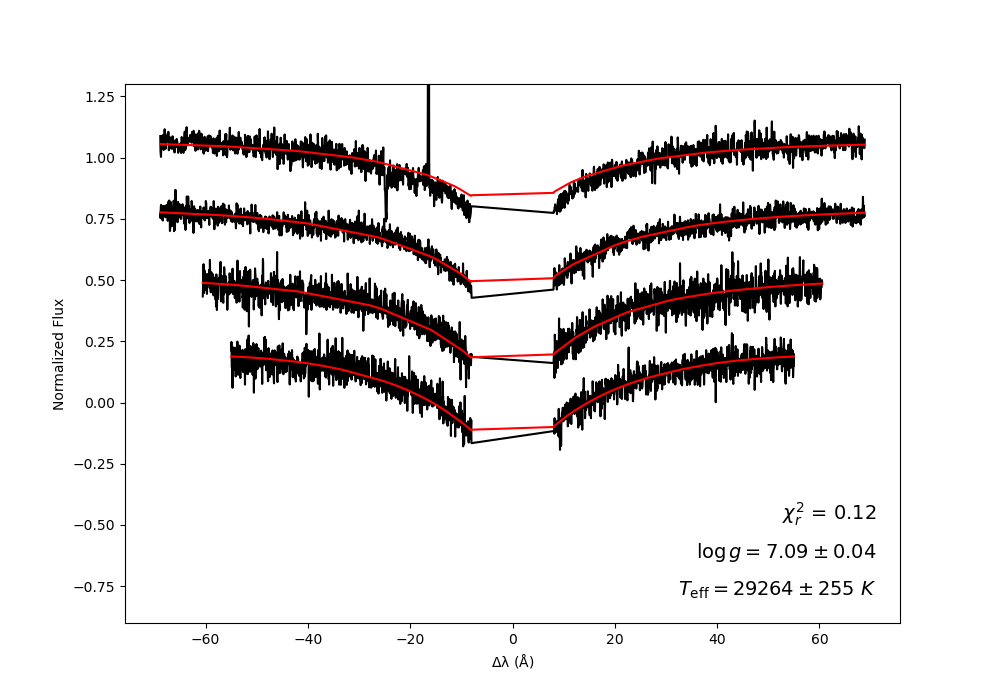 1.25
1.00
0.75
0.50
0.25
0.00
−0.25
−0.50
−0.75
Normalized Flux
χ²ᵣ = 0.12
log g = 7.09 ± 0.04
T_eff = 29264 ± 255 K
−60 −40 −20 0 20 40 60
Δλ (Å)